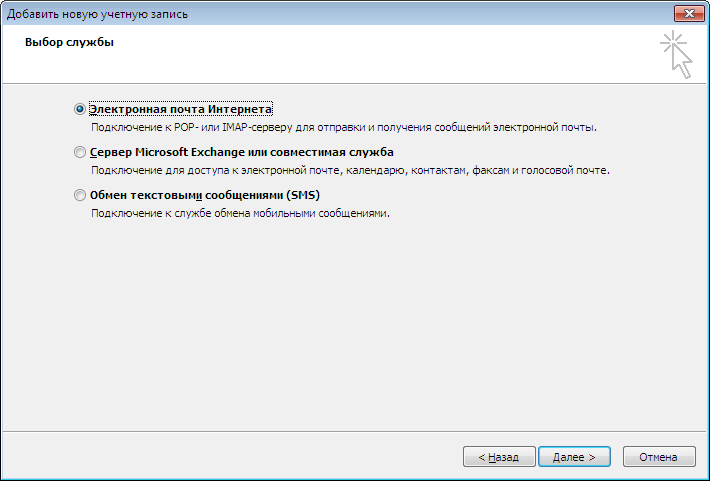 Добавить новую учетную запись
Выбор службы
Электронная почта Интернета
Подключение к POP- или IMAP-серверу для отправки и получения сообщений электронной почты.
Сервер Microsoft Exchange или совместимая служба
Подключение для доступа к электронной почте, календарю, контактам, факсам и голосовой почте.
Обмен текстовыми сообщениями (SMS)
Подключение к службе обмена мобильными сообщениями.
< Назад Далее > Отмена